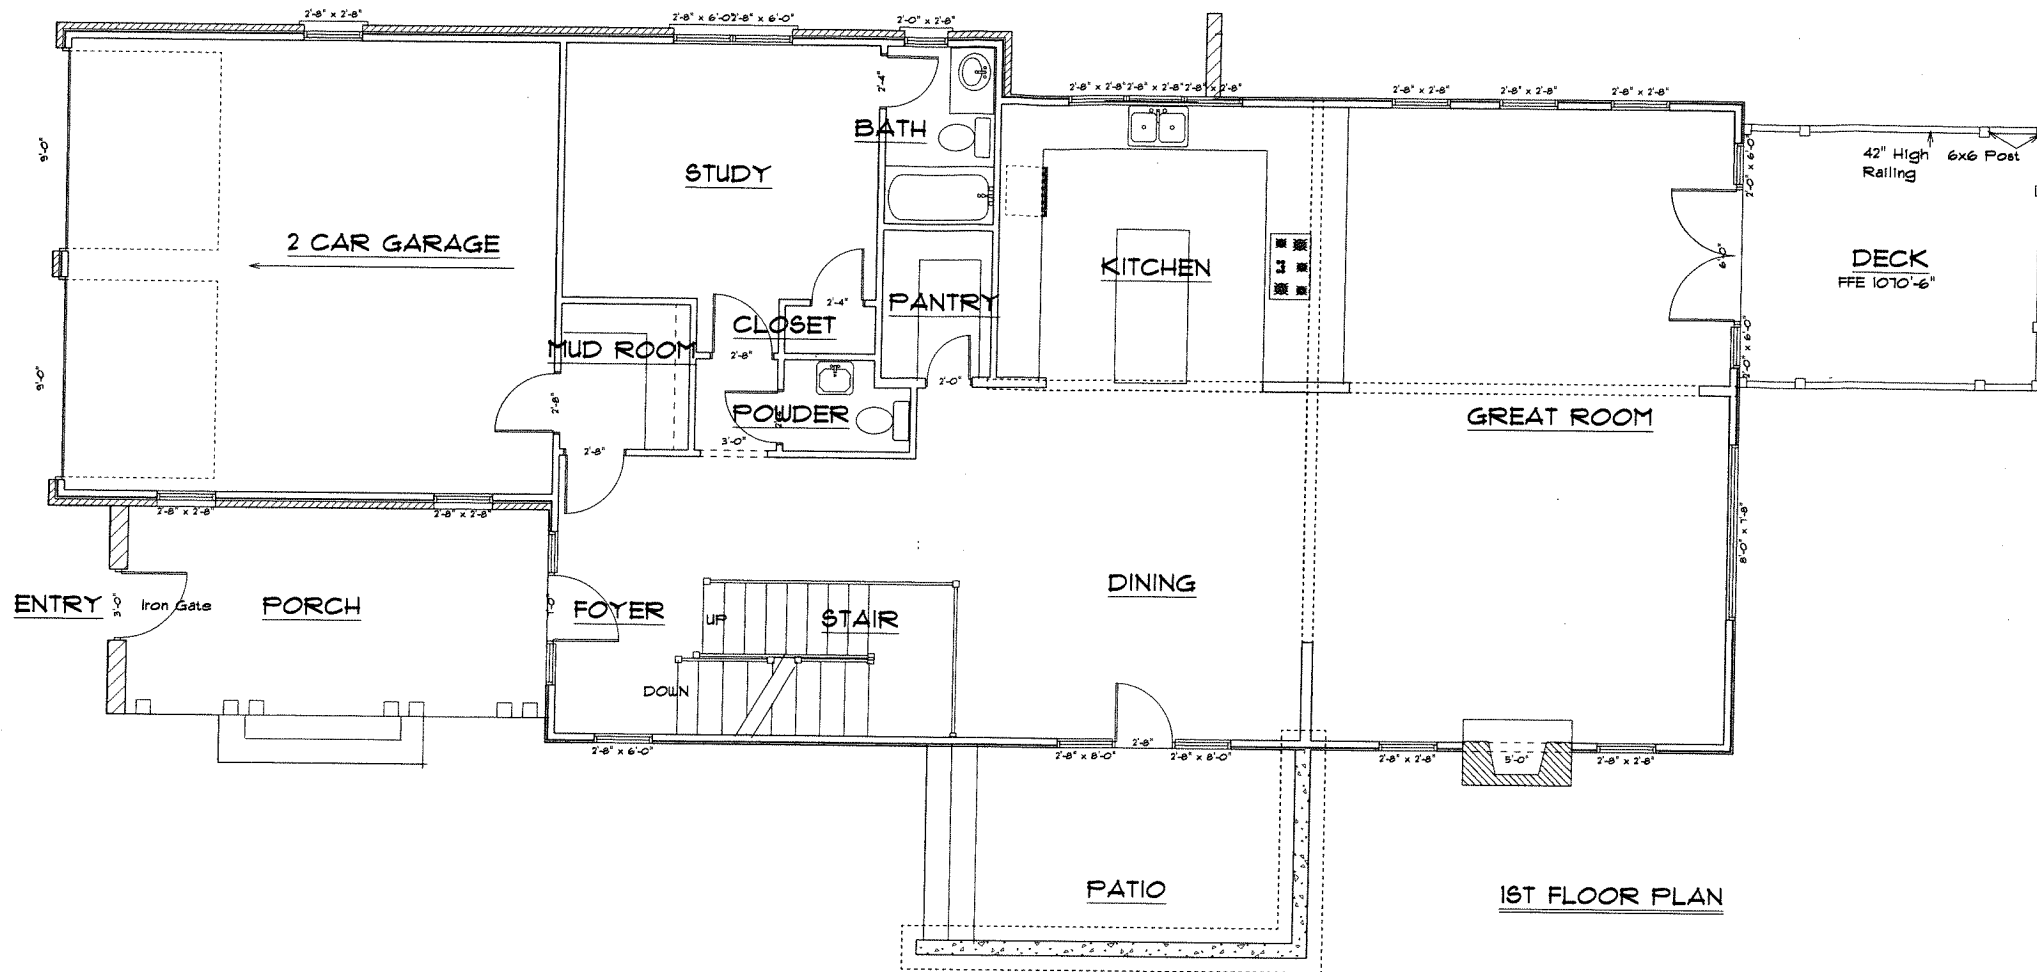 2'-8" x 2'-8"
2'-8" x 6'-0" 2'-8" x 6'-0"
2'-0" x 2'-8"
2'-8" x 2'-8" 2'-8" x 2'-8" 2'-8" x 2'-8"
2'-8" x 2'-8"
2'-8" x 2'-8"
2'-8" x 2'-8"
9'-0"
2'-4"
BATH
STUDY
42" High
Railing
6x6 Post
2'-0" x 6'-0"
2 CAR GARAGE
KITCHEN
6'-0"
DECK
FFE 1070'-6"
PANTRY
2'-4"
CLOSET
MUD ROOM
2'-8"
2'-0"
2'-0" x 6'-0"
9'-0"
2'-8"
POWDER
GREAT ROOM
3'-0"
2'-8"
2'-8" x 2'-8"
2'-8" x 2'-8"
8'-0" x 7'-8"
ENTRY
3'-0"
Iron Gate
PORCH
FOYER
UP
STAIR
DINING
DOWN
2'-8" x 6'-0"
2'-8" x 8'-0"
2'-8"
2'-8" x 8'-0"
2'-8" x 2'-8"
5'-0"
2'-8" x 2'-8"
PATIO
1ST FLOOR PLAN